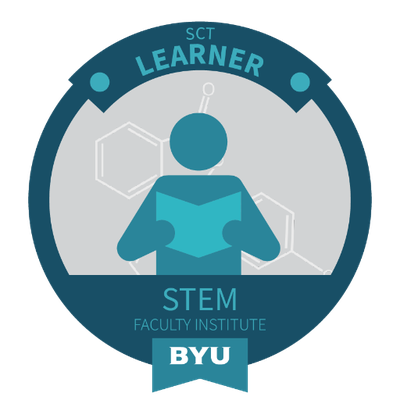 SCT
LEARNER
O
STEM
FACULTY INSTITUTE
BYU